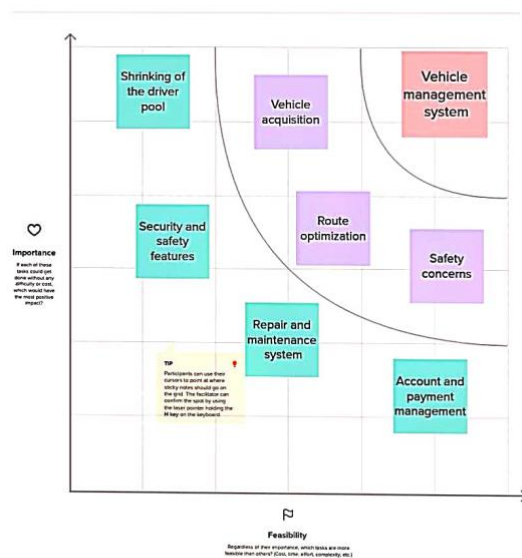 Shrinking of
the driver
pool
Vehicle
acquisition
Vehicle
management
system
Security and
safety
features
Route
optimization
Safety
concerns
Importance
If each of these
tasks could get
done without any
difficulty or cost,
which would have
the most positive
impact?
Repair and
maintenance
system
TIP
Participants can use their
cursors to point at where
sticky notes should go on
the grid. The facilitator can
confirm the spot by using
the laser pointer holding the
H key on the keyboard.
Account and
payment
management
Feasibility
Regardless of their importance, which tasks are more
feasible than others? (Cost, time, effort, complexity, etc.)